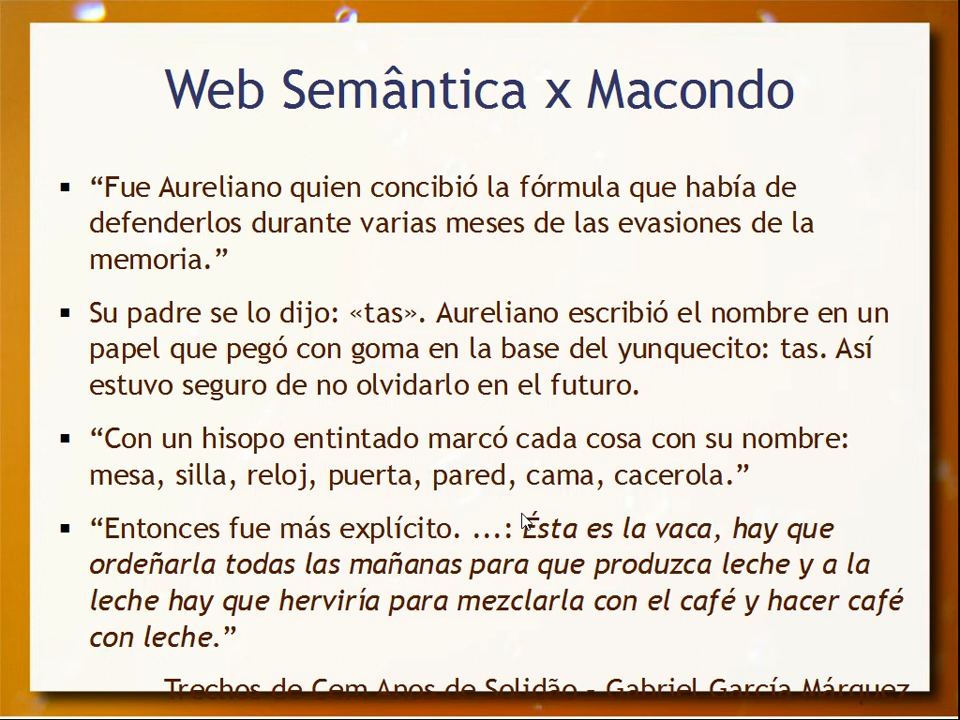 Web Semântica x Macondo
“Fue Aureliano quien concibió la fórmula que había de
defenderlos durante varias meses de las evasiones de la
memoria.”
Su padre se lo dijo: «tas». Aureliano escribió el nombre en un
papel que pegó con goma en la base del yunquecito: tas. Así
estuvo seguro de no olvidarlo en el futuro.
“Con un hisopo entintado marcó cada cosa con su nombre:
mesa, silla, reloj, puerta, pared, cama, cacerola.”
“Entonces fue más explícito. ...: Ésta es la vaca, hay que
ordeñarla todas las mañanas para que produzca leche y a la
leche hay que herviría para mezclarla con el café y hacer café
con leche.”
Trechos de Cem Anos de Solidão - Gabriel García Márquez